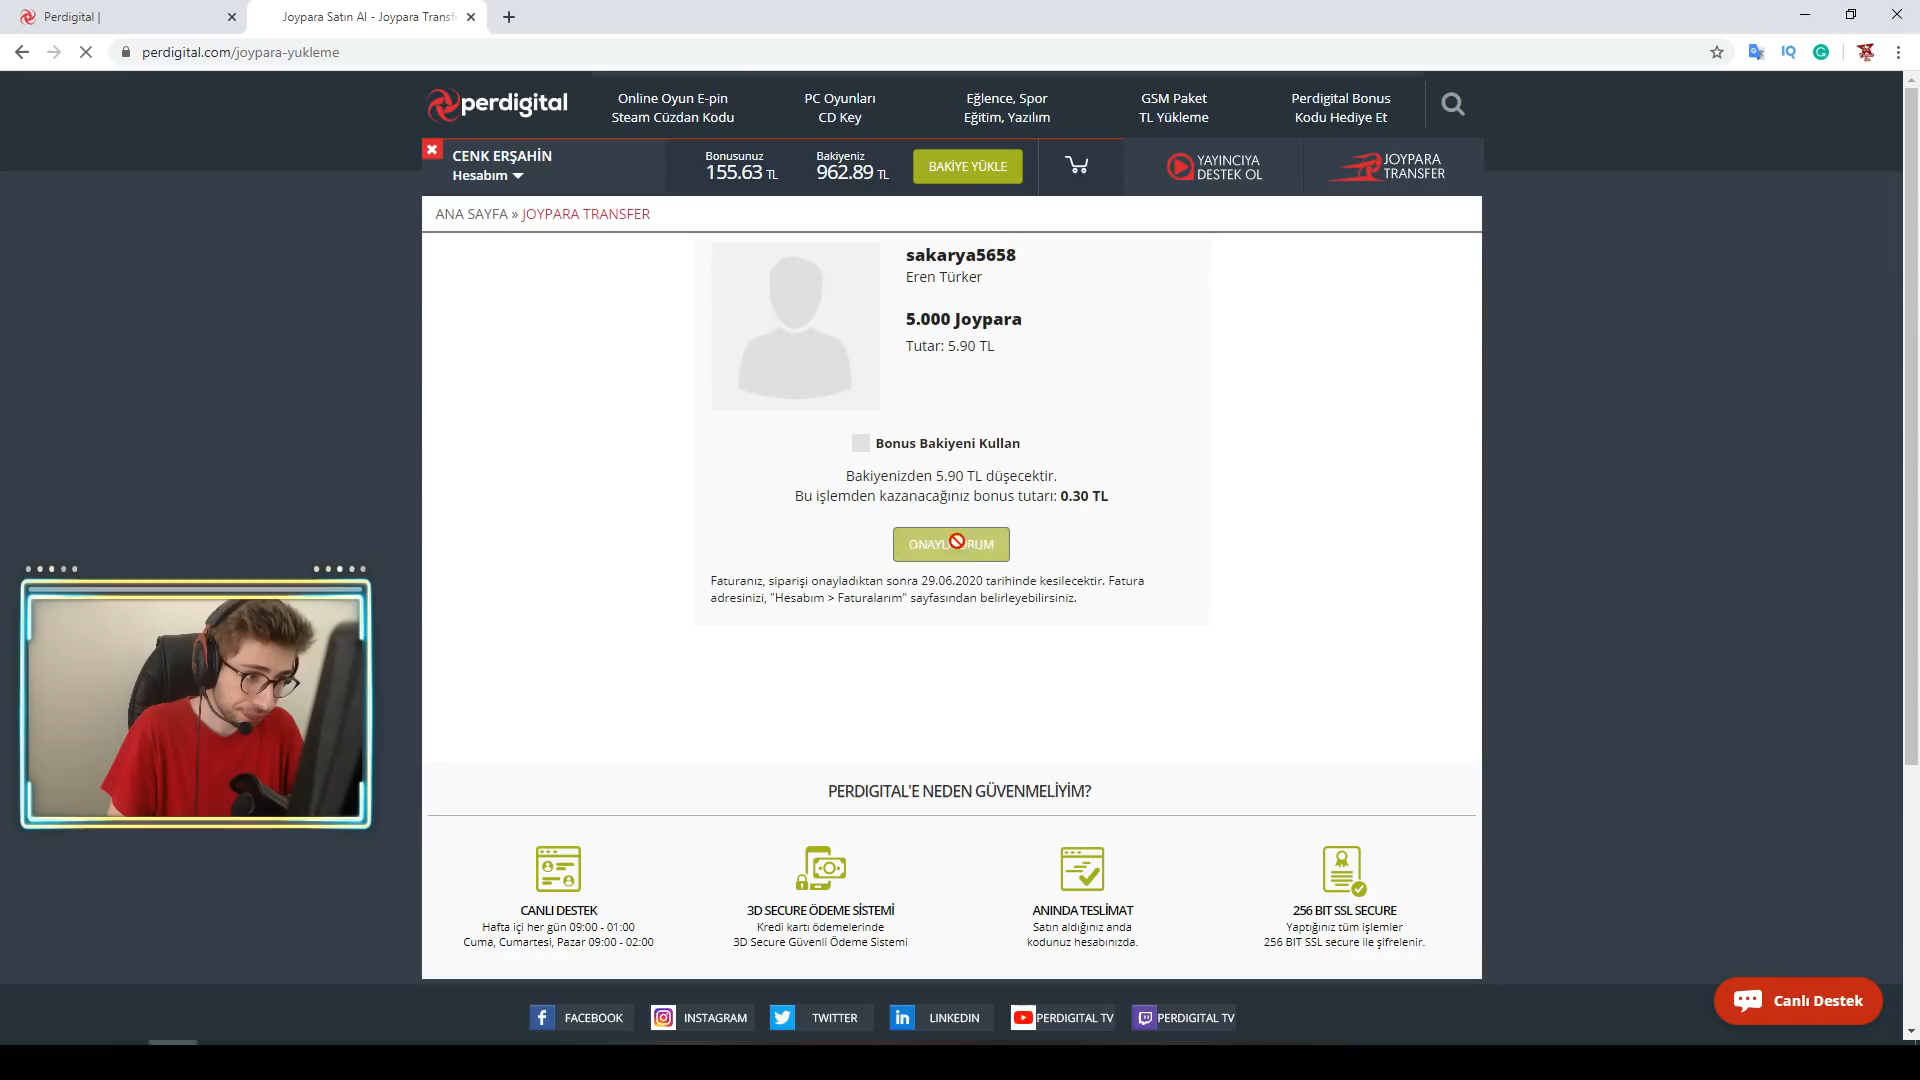 Perdigital |
Joypara Satın Al - Joypara Transf
perdigital.com/joypara-yukleme
perdigital
Online Oyun E-pin
Steam Cüzdan Kodu
PC Oyunları
CD Key
Eğlence, Spor
Eğitim, Yazılım
GSM Paket
TL Yükleme
Perdigital Bonus
Kodu Hediye Et
CENK ERŞAHİN
Hesabım
Bonusunuz
155.63 TL
Bakiyeniz
962.89 TL
BAKİYE YÜKLE
YAYINCIYA
DESTEK OL
JOYPARA
TRANSFER
ANA SAYFA » JOYPARA TRANSFER
sakarya5658
Eren Türker
5.000 Joypara
Tutar: 5.90 TL
Bonus Bakiyeni Kullan
Bakiyenizden 5.90 TL düşecektir.
Bu işlemden kazanacağınız bonus tutarı: 0.30 TL
ONAYLIYORUM
Faturanız, siparişi onayladıktan sonra 29.06.2020 tarihinde kesilecektir. Fatura
adresinizi, "Hesabım > Faturalarım" sayfasından belirleyebilirsiniz.
PERDIGITAL'E NEDEN GÜVENMELİYİM?
CANLI DESTEK
Hafta içi her gün 09:00 - 01:00
Cuma, Cumartesi, Pazar 09:00 - 02:00
3D SECURE ÖDEME SİSTEMİ
Kredi kartı ödemelerinde
3D Secure Güvenli Ödeme Sistemi
ANINDA TESLİMAT
Satın aldığınız anda
kodunuz hesabınızda.
256 BIT SSL SECURE
Yaptığınız tüm işlemler
256 BIT SSL secure ile şifrelenir.
FACEBOOK
INSTAGRAM
TWITTER
LINKEDIN
PERDIGITAL TV
PERDIGITAL TV
Canlı Destek